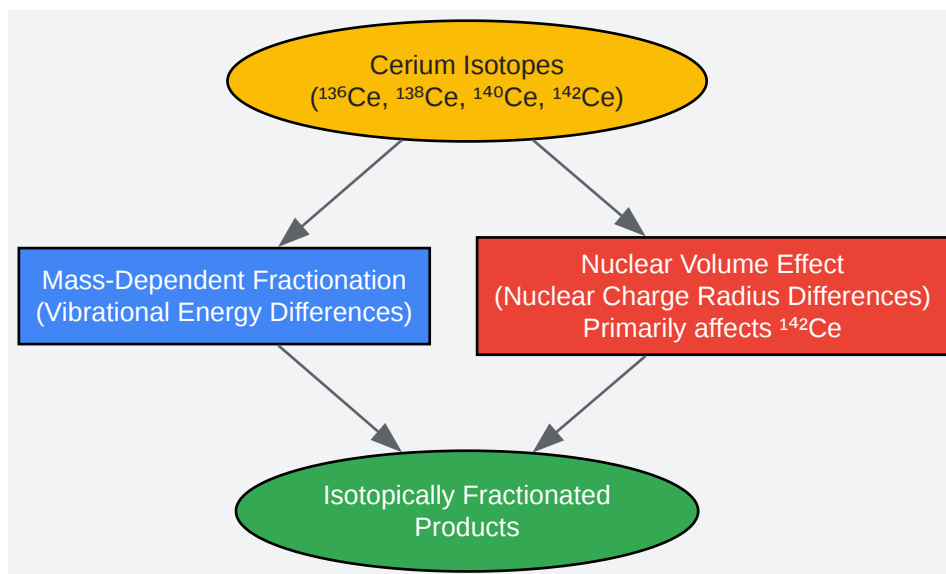 Cerium Isotopes
(¹³⁶Ce, ¹³⁸Ce, ¹⁴⁰Ce, ¹⁴²Ce)
Mass-Dependent Fractionation
(Vibrational Energy Differences)
Nuclear Volume Effect
(Nuclear Charge Radius Differences)
Primarily affects ¹⁴²Ce
Isotopically Fractionated
Products